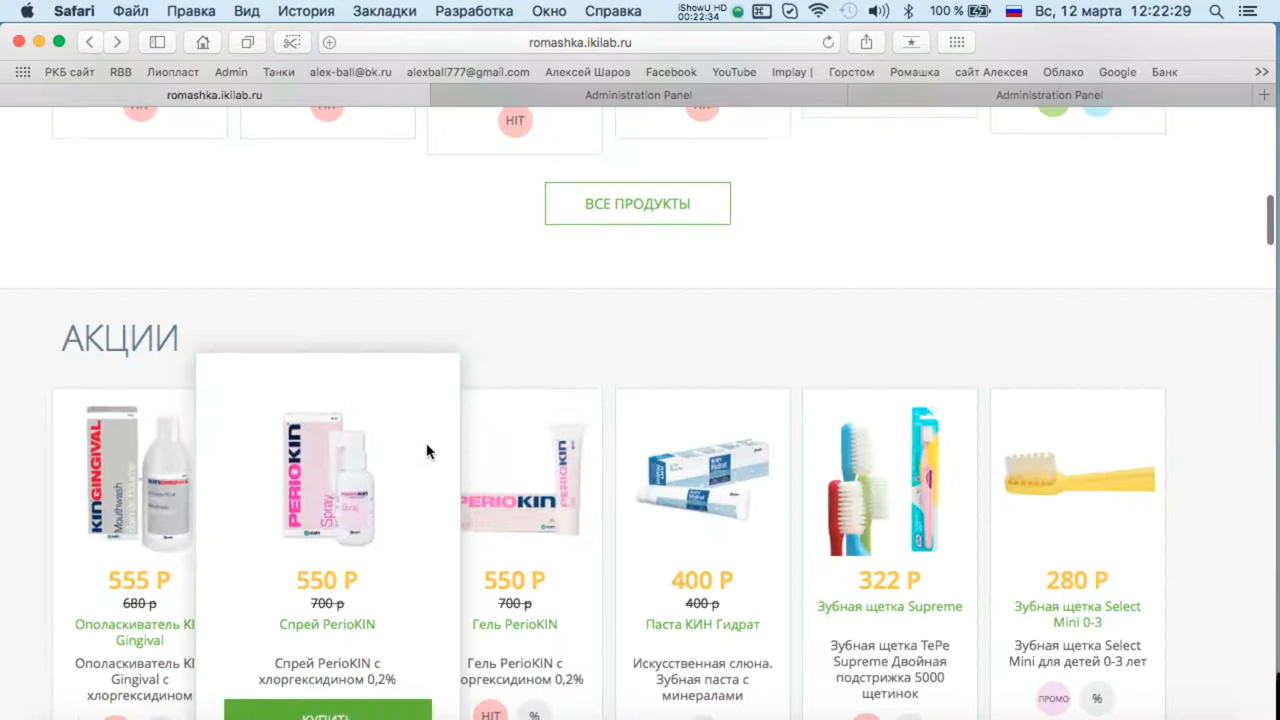 Safari Файл Правка Вид История Закладки Разработка Окно Справка iShowU HD 00:22:34 100 % Вс, 12 марта 12:22:29
romashka.ikilab.ru
РКБ сайт RBB Лиопласт Admin Танки alex-ball@bk.ru alexball777@gmail.com Алексей Шаров Facebook YouTube Implay | Горстом Ромашка сайт Алексея Облако Google Банк
romashka.ikilab.ru Administration Panel Administration Panel
HIT
ВСЕ ПРОДУКТЫ
АКЦИИ
KINGINGIVAL Mouthwash
PERIOKIN Spray
PERIOKIN
555 Р 550 Р 550 Р 400 Р 322 Р 280 Р
680 р 700 р 700 р 400 р
Ополаскиватель KI
Gingival
Спрей PerioKIN
Гель PerioKIN
Паста КИН Гидрат
Зубная щетка Supreme
Зубная щетка Select
Mini 0-3
Ополаскиватель KI
Gingival с
хлоргексидином
Спрей PerioKIN с
хлоргексидином 0,2%
Гель PerioKIN с
оргексидином 0,2%
Искусственная слюна.
Зубная паста с
минералами
Зубная щетка TePe
Supreme Двойная
подстрижка 5000
щетинок
Зубная щетка Select
Mini для детей 0-3 лет
КУПИТЬ
HIT %
ПРОМО %